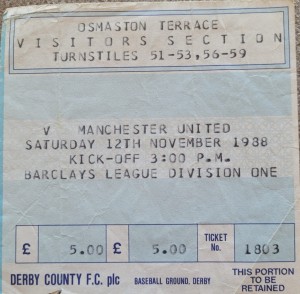 OSMASTON TERRACE
VISITORS SECTION
TURNSTILES 51-53,56-59
V MANCHESTER UNITED
SATURDAY 12TH NOVEMBER 1988
KICK-OFF 3:00 P.M.
BARCLAYS LEAGUE DIVISION ONE
£ 5.00 £ 5.00 TICKET No. 1803
DERBY COUNTY F.C. plc BASEBALL GROUND, DERBY THIS PORTION TO BE RETAINED